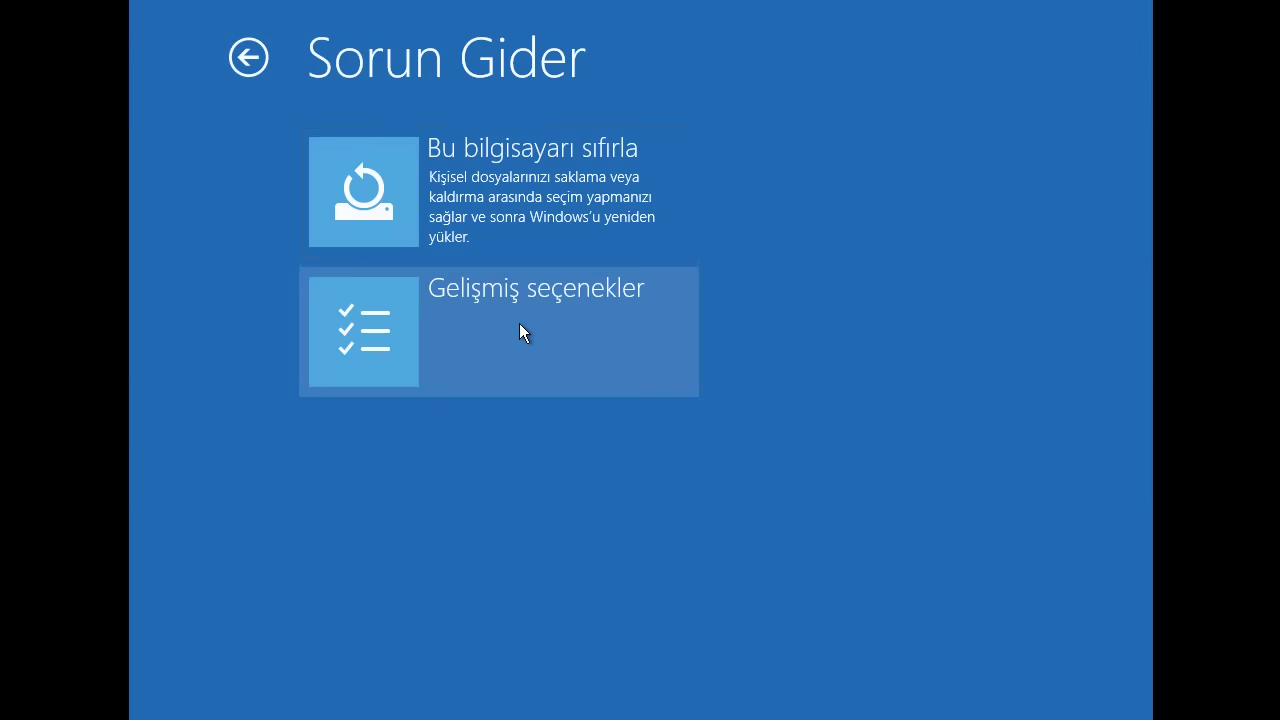 Sorun Gider
Bu bilgisayarı sıfırla
Kişisel dosyalarınızı saklama veya
kaldırma arasında seçim yapmanızı
sağlar ve sonra Windows'u yeniden
yükler.
Gelişmiş seçenekler